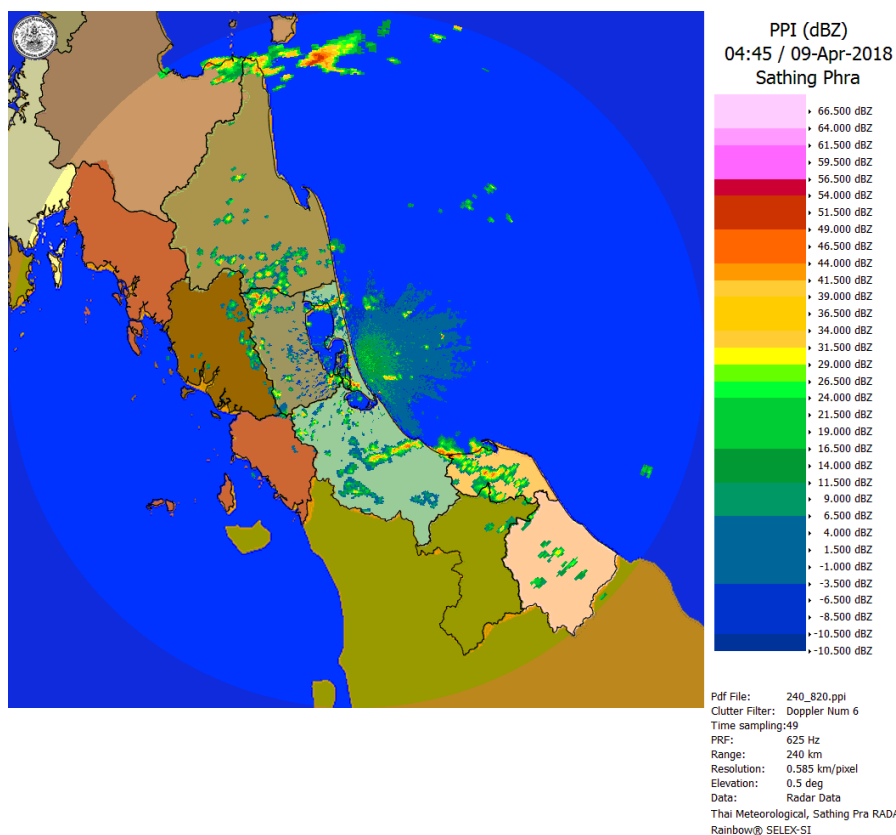 PPI (dBZ)
04:45 / 09-Apr-2018
Sathing Phra
66.500 dBZ
64.000 dBZ
61.500 dBZ
59.500 dBZ
56.500 dBZ
54.000 dBZ
51.500 dBZ
49.000 dBZ
46.500 dBZ
44.000 dBZ
41.500 dBZ
39.000 dBZ
36.500 dBZ
34.000 dBZ
31.500 dBZ
29.000 dBZ
26.500 dBZ
24.000 dBZ
21.500 dBZ
19.000 dBZ
16.500 dBZ
14.000 dBZ
11.500 dBZ
9.000 dBZ
6.500 dBZ
4.000 dBZ
1.500 dBZ
-1.000 dBZ
-3.500 dBZ
-6.500 dBZ
-8.500 dBZ
-10.500 dBZ
-10.500 dBZ
Pdf File: 240_820.ppi
Clutter Filter: Doppler Num 6
Time sampling:49
PRF: 625 Hz
Range: 240 km
Resolution: 0.585 km/pixel
Elevation: 0.5 deg
Data: Radar Data
Thai Meteorological, Sathing Pra RADA
Rainbow® SELEX-SI